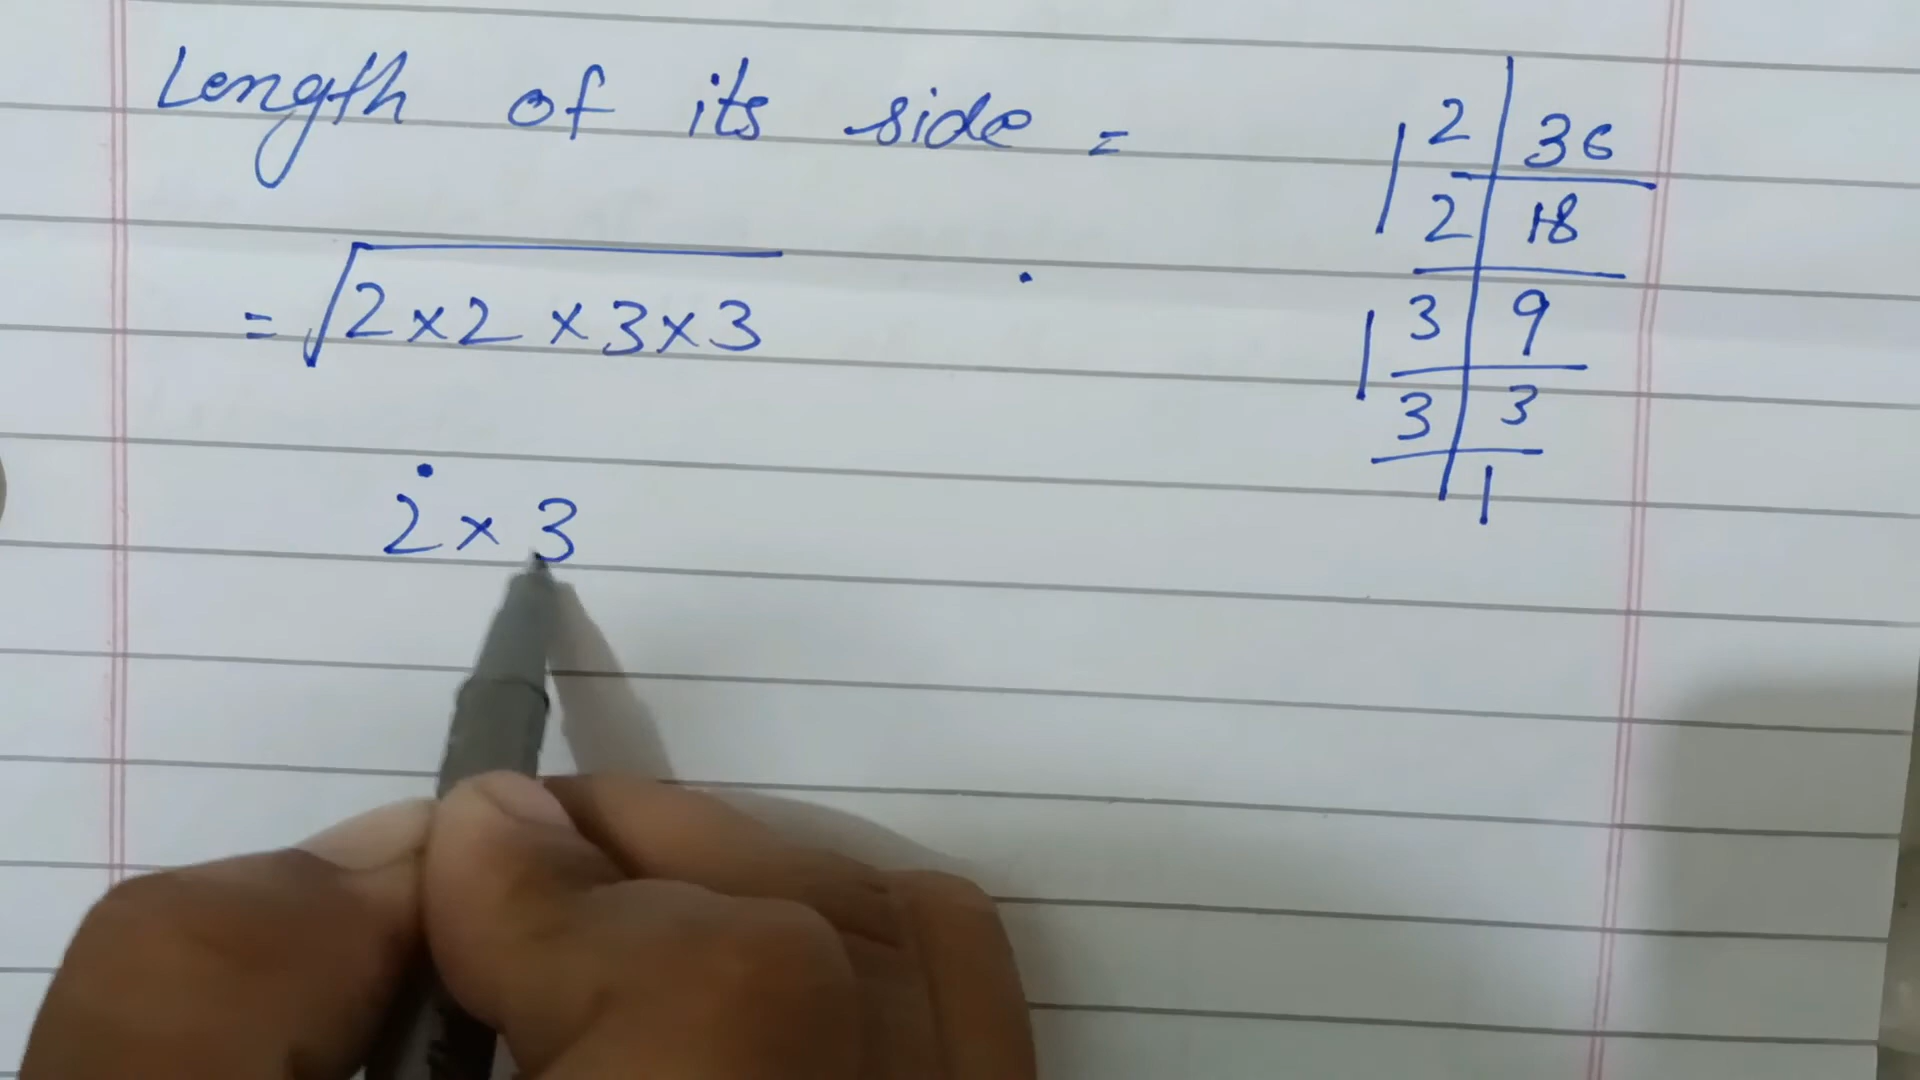 Length of its side =
= √2×2×3×3
2×3
2 | 36
2 | 18
3 | 9
3 | 3
1